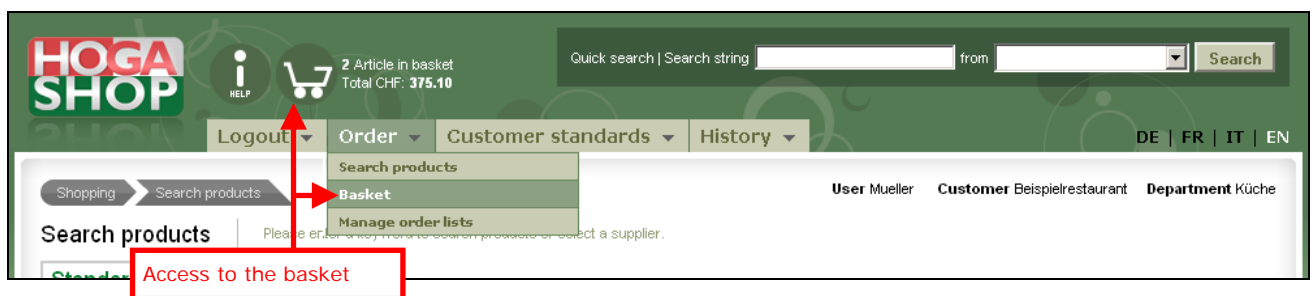 HOGA
SHOP
HELP
2 Article in basket
Total CHF: 375.10
Quick search | Search string
from
Search
Logout
Order
Customer standards
History
DE | FR | IT | EN
Search products
Basket
Manage order lists
Shopping
Search products
User Mueller Customer Beispielrestaurant Department Küche
Search products
Please enter a keyword to search products or select a supplier.
Access to the basket